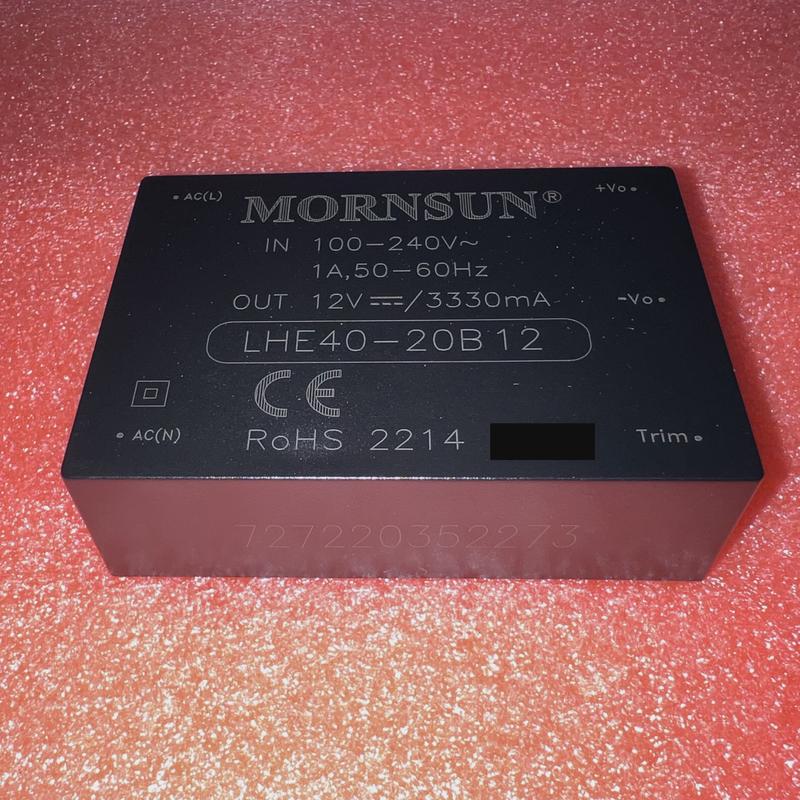 AC(L) MORNSUN® +Vo
IN 100-240V~
1A,50-60Hz
OUT 12V⎓/3330mA -Vo
LHE40-20B12
CE
AC(N) RoHS 2214 Trim
727220352273